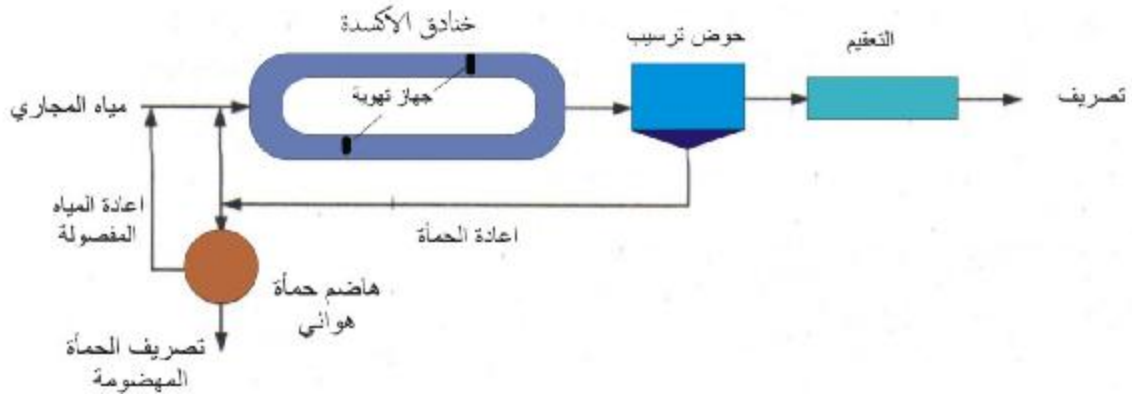 خنادق الأكسدة
حوض ترسيب
التعقيم
جهاز تهوية
مياه المجاري
تصريف
اعادة المياه
المفصولة
اعادة الحمأة
هاضم حمأة
هوائي
تصريف الحمأة
المهضومة